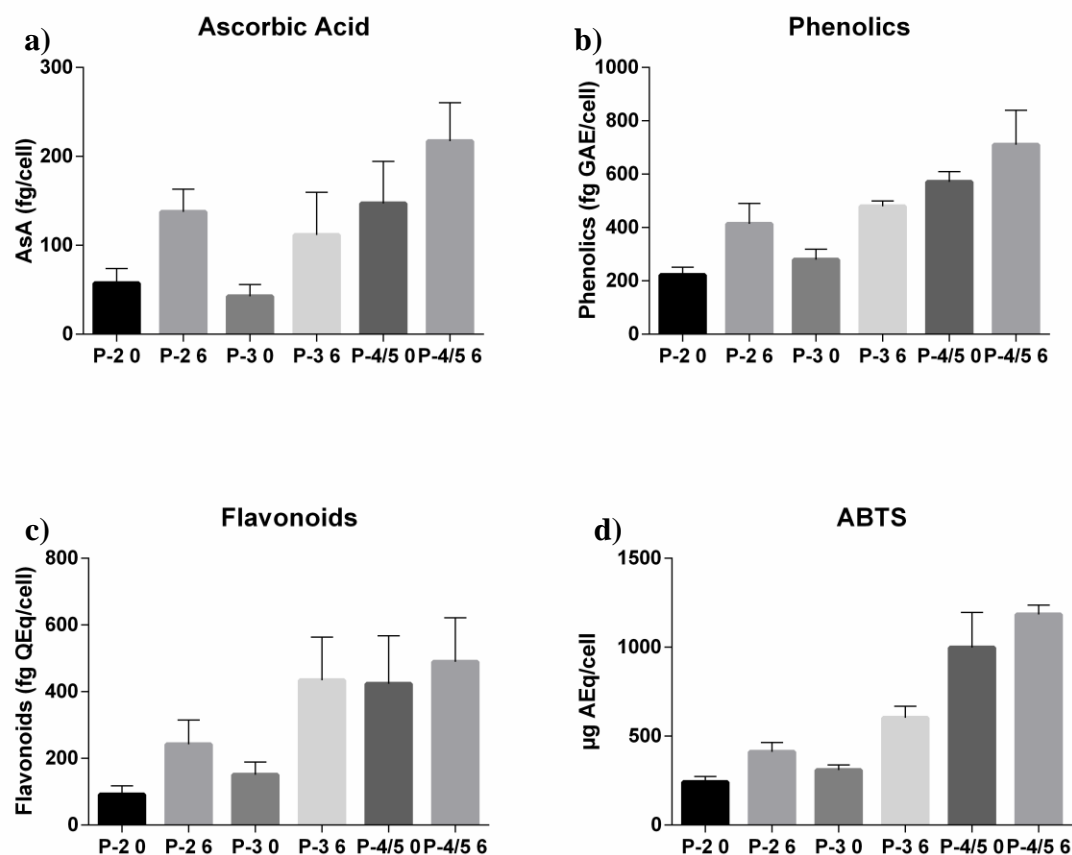 a)
Ascorbic Acid
AsA (fg/cell)
300
200
100
0
P-2 0 P-2 6 P-3 0 P-3 6 P-4/5 0 P-4/5 6
b)
Phenolics
Phenolics (fg GAE/cell)
1000
800
600
400
200
0
P-2 0 P-2 6 P-3 0 P-3 6 P-4/5 0 P-4/5 6
c)
Flavonoids
Flavonoids (fg QEq/cell)
800
600
400
200
0
P-2 0 P-2 6 P-3 0 P-3 6 P-4/5 0 P-4/5 6
d)
ABTS
µg AEq/cell
1500
1000
500
0
P-2 0 P-2 6 P-3 0 P-3 6 P-4/5 0 P-4/5 6